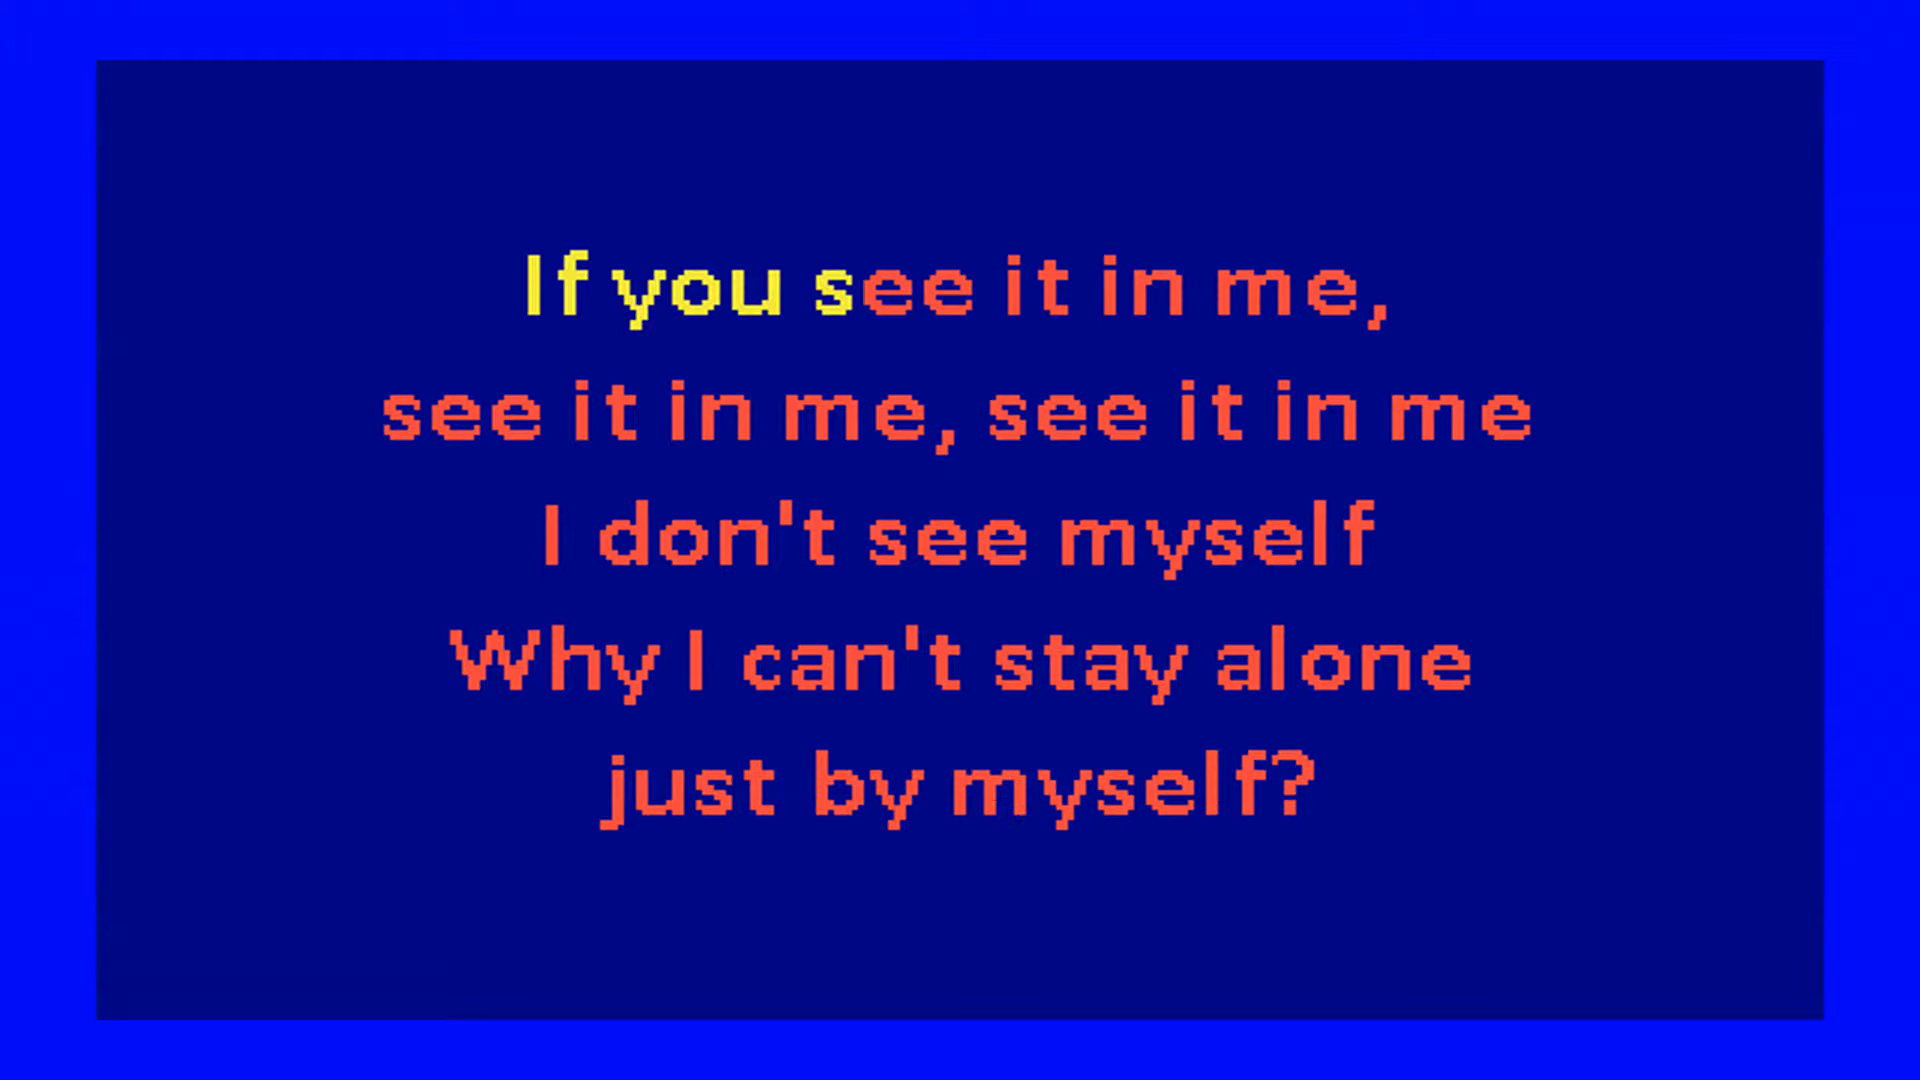 If you see it in me,
see it in me, see it in me
I don't see myself
Why I can't stay alone
just by myself?